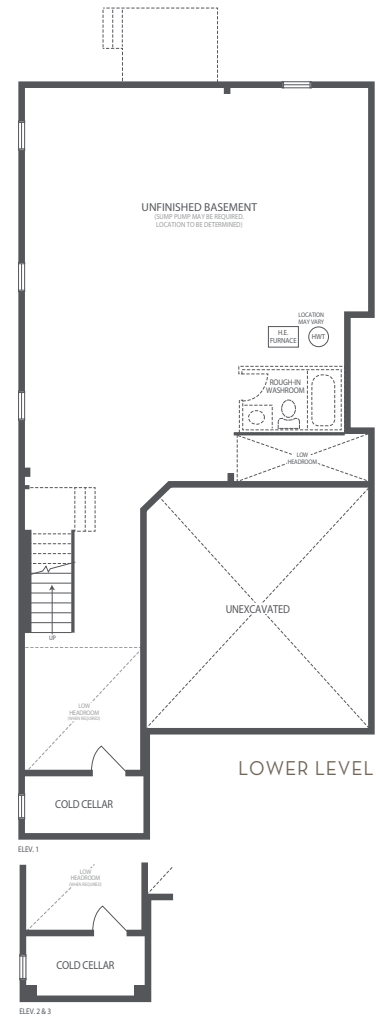 UNFINISHED BASEMENT
(SUMP PUMP MAY BE REQUIRED.
LOCATION TO BE DETERMINED)
LOCATION
MAY VARY
H.E.
FURNACE
HWT
ROUGH-IN
WASHROOM
LOW
HEADROOM
UNEXCAVATED
UP
LOW
HEADROOM
(WHEN REQUIRED)
LOWER LEVEL
COLD CELLAR
ELEV. 1
LOW
HEADROOM
(WHEN REQUIRED)
COLD CELLAR
ELEV. 2 & 3